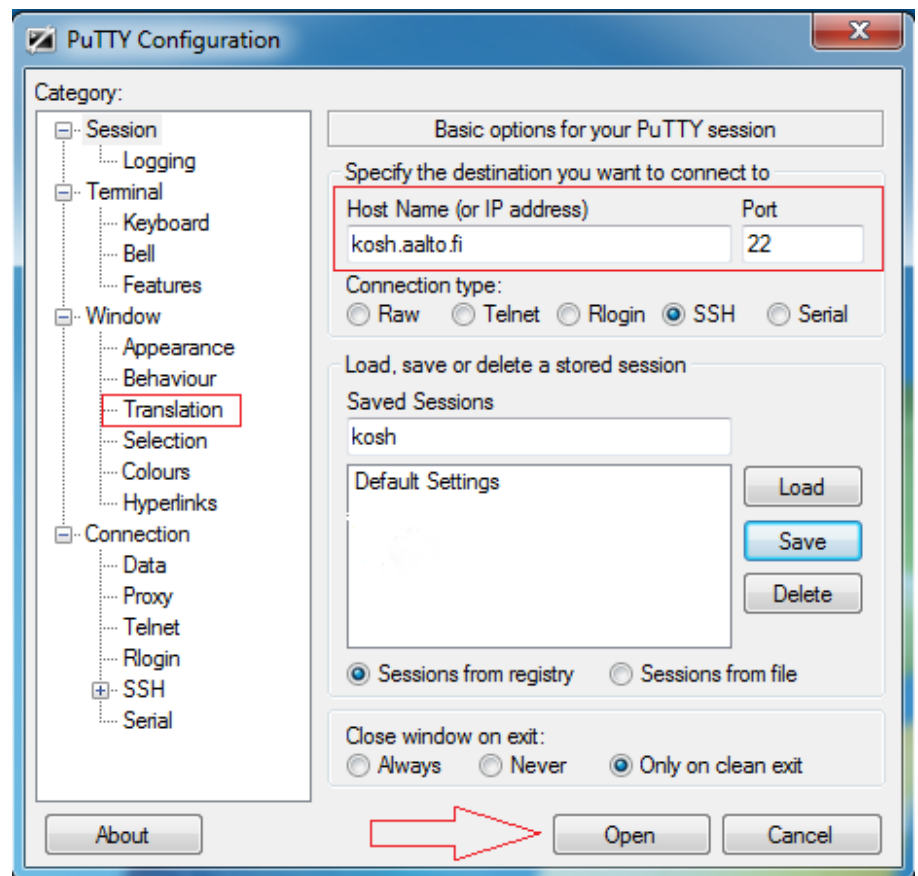 PuTTY Configuration
Category:
Session
Logging
Terminal
Keyboard
Bell
Features
Window
Appearance
Behaviour
Translation
Selection
Colours
Hyperlinks
Connection
Data
Proxy
Telnet
Rlogin
SSH
Serial
Basic options for your PuTTY session
Specify the destination you want to connect to
Host Name (or IP address) Port
kosh.aalto.fi 22
Connection type:
Raw Telnet Rlogin SSH Serial
Load, save or delete a stored session
Saved Sessions
kosh
Default Settings
Load
Save
Delete
Sessions from registry Sessions from file
Close window on exit:
Always Never Only on clean exit
About Open Cancel